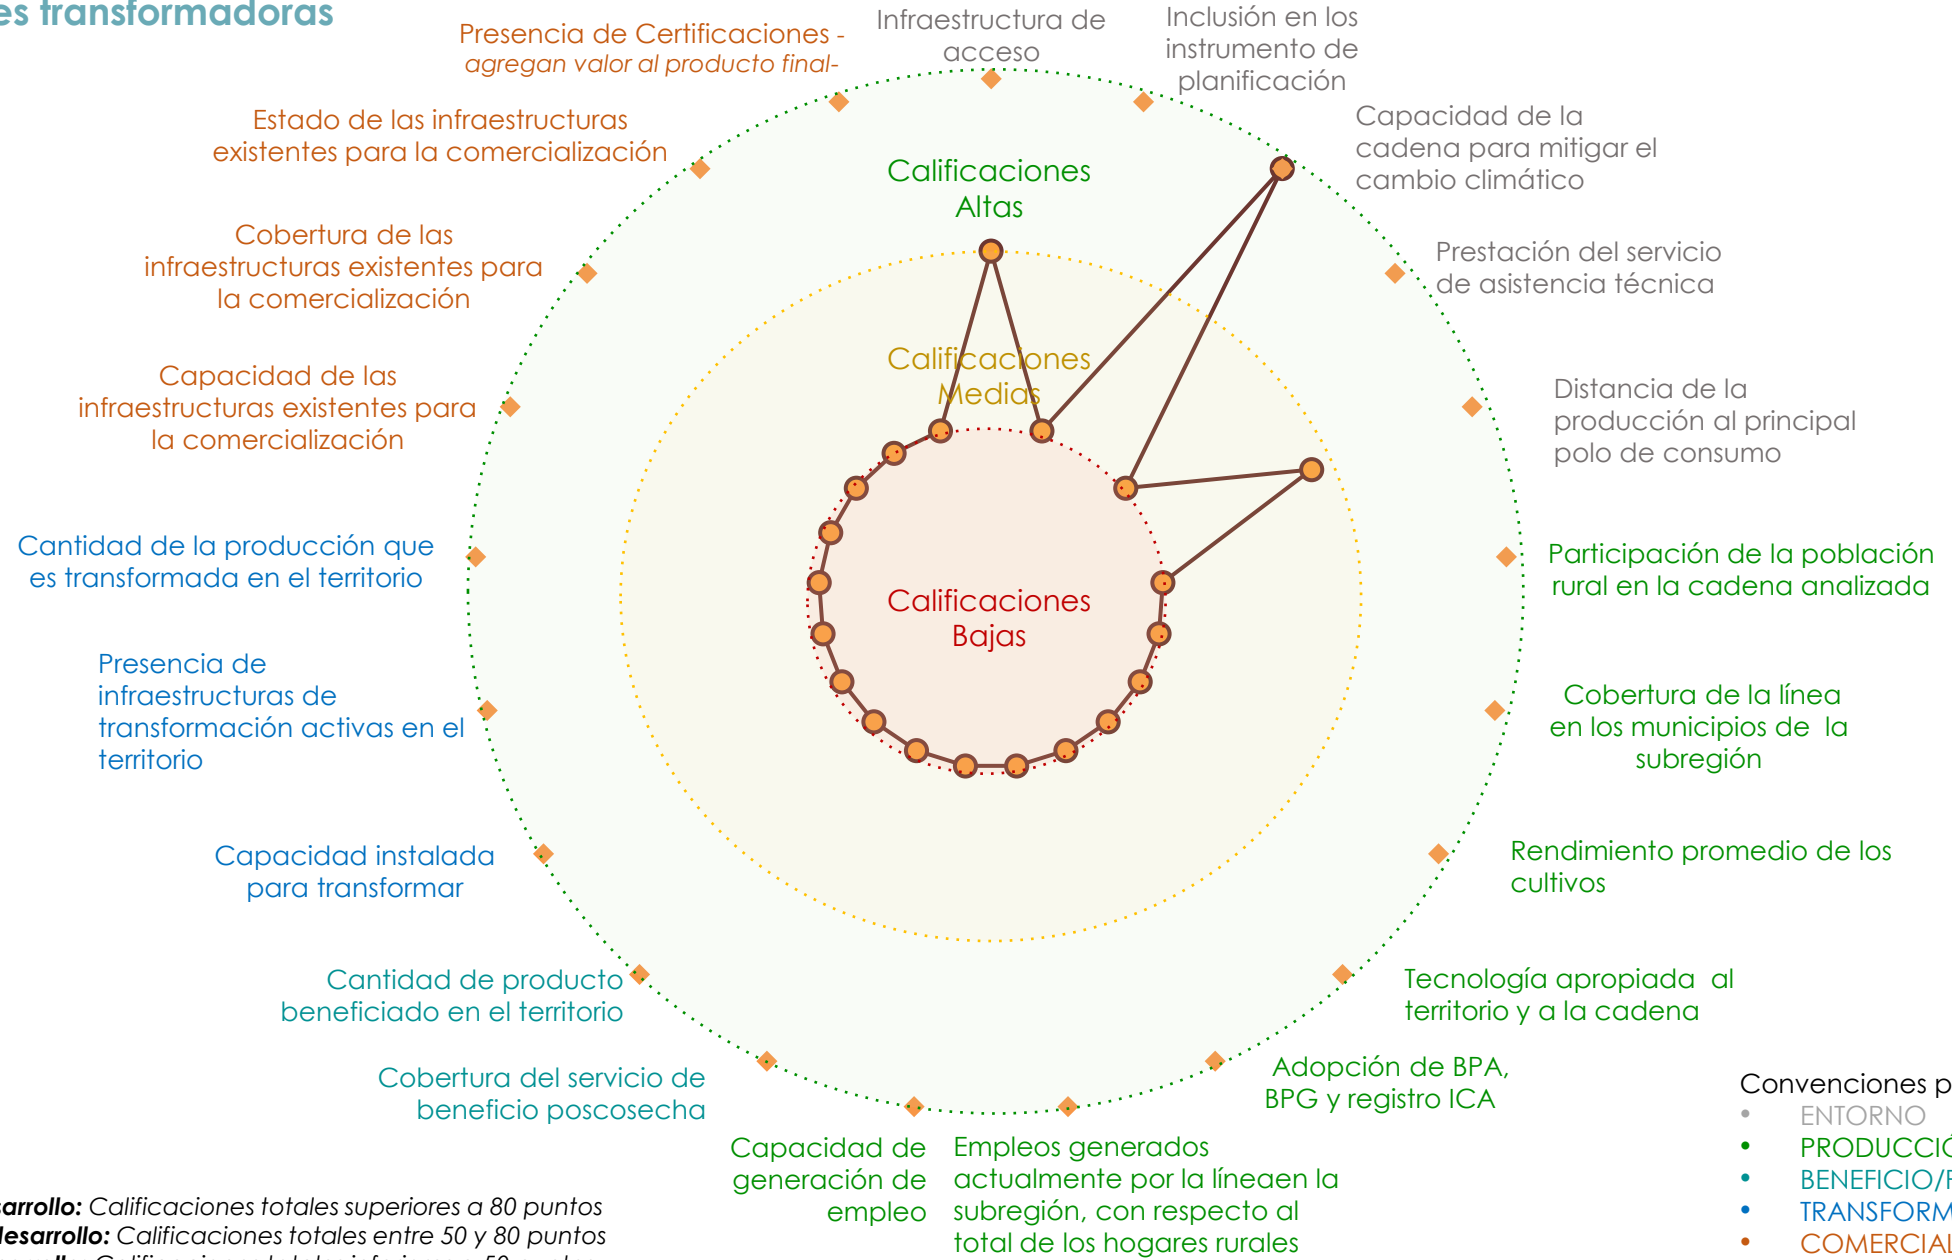 es transformadoras
Presencia de Certificaciones -
agregan valor al producto final-
Infraestructura de
acceso
Inclusión en los
instrumento de
planificación
Capacidad de la
cadena para mitigar el
cambio climático
Prestación del servicio
de asistencia técnica
Distancia de la
producción al principal
polo de consumo
Participación de la población
rural en la cadena analizada
Cobertura de la línea
en los municipios de  la
subregión
Rendimiento promedio de los
cultivos
Tecnología apropiada  al
territorio y a la cadena
Adopción de BPA,
BPG y registro ICA
Empleos generados
actualmente por la líneaen la
subregión, con respecto al
total de los hogares rurales
Capacidad de
generación de
empleo
Cobertura del servicio de
beneficio poscosecha
Cantidad de producto
beneficiado en el territorio
Capacidad instalada
para transformar
Presencia de
infraestructuras de
transformación activas en el
territorio
Cantidad de la producción que
es transformada en el territorio
Capacidad de las
infraestructuras existentes para
la comercialización
Cobertura de las
infraestructuras existentes para
la comercialización
Estado de las infraestructuras
existentes para la comercialización
Calificaciones
Altas
Calificaciones
Medias
Calificaciones
Bajas
sarrollo: Calificaciones totales superiores a 80 puntos
desarrollo: Calificaciones totales entre 50 y 80 puntos
Convenciones p
• ENTORNO
• PRODUCCIÓ
• BENEFICIO/
• TRANSFORM
• COMERCIAL